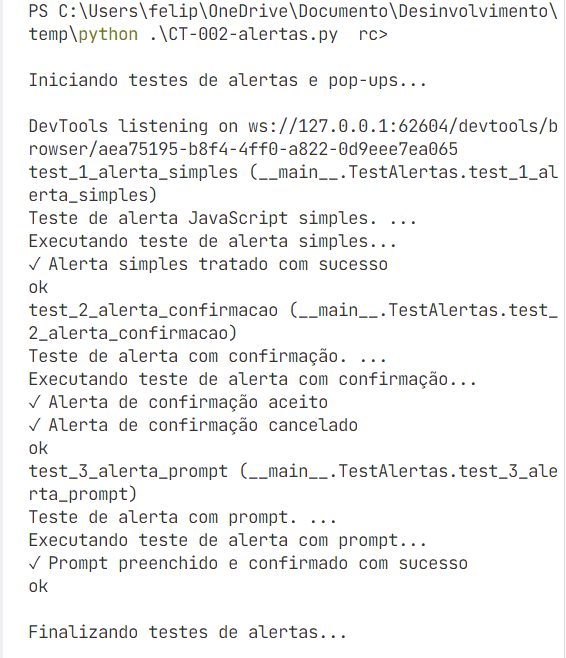 PS C:\Users\felip\OneDrive\Documento\Desinvolvimento\
temp\python .\CT-002-alertas.py  rc>
Iniciando testes de alertas e pop-ups...
DevTools listening on ws://127.0.0.1:62604/devtools/b
rowser/aea75195-b8f4-4ff0-a822-0d9eee7ea065
test_1_alerta_simples (__main__.TestAlertas.test_1_al
erta_simples)
Teste de alerta JavaScript simples. ...
Executando teste de alerta simples...
✓ Alerta simples tratado com sucesso
ok
test_2_alerta_confirmacao (__main__.TestAlertas.test_
2_alerta_confirmacao)
Teste de alerta com confirmação. ...
Executando teste de alerta com confirmação...
✓ Alerta de confirmação aceito
✓ Alerta de confirmação cancelado
ok
test_3_alerta_prompt (__main__.TestAlertas.test_3_ale
rta_prompt)
Teste de alerta com prompt. ...
Executando teste de alerta com prompt...
✓ Prompt preenchido e confirmado com sucesso
ok
Finalizando testes de alertas...